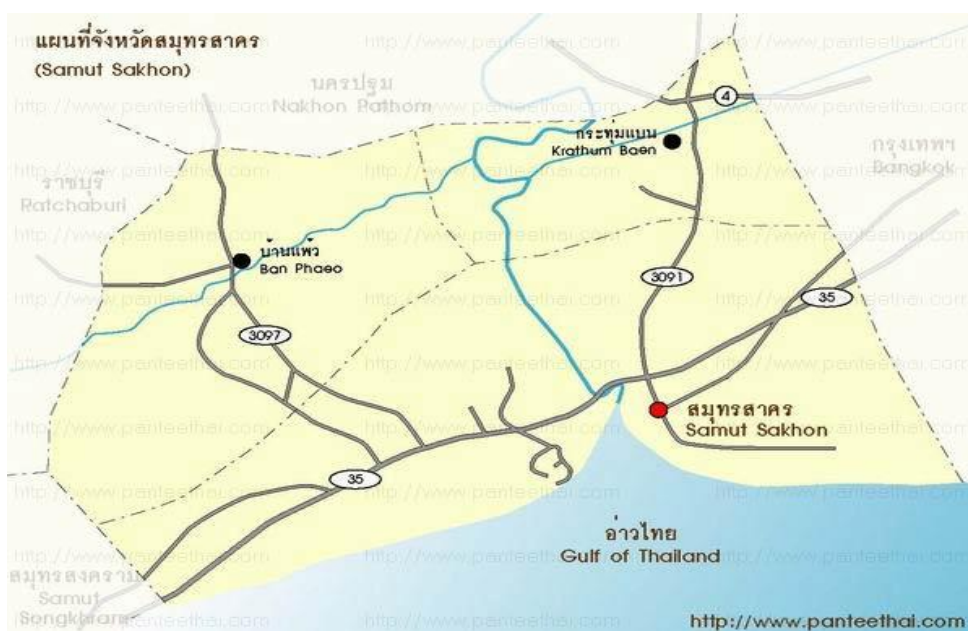 แผนที่จังหวัดสมุทรสาคร
(Samut Sakhon)
นครปฐม
Nakhon Pathom
4
กระทุ่มแบน
Krathum Baen
กรุงเทพฯ
Bangkok
ราชบุรี
Ratchaburi
บ้านแพ้ว
Ban Phaeo
3091
35
3097
สมุทรสาคร
Samut Sakhon
35
อ่าวไทย
Gulf of Thailand
สมุทรสงคราม
Samut
Songkhram
http://www.panteethai.com